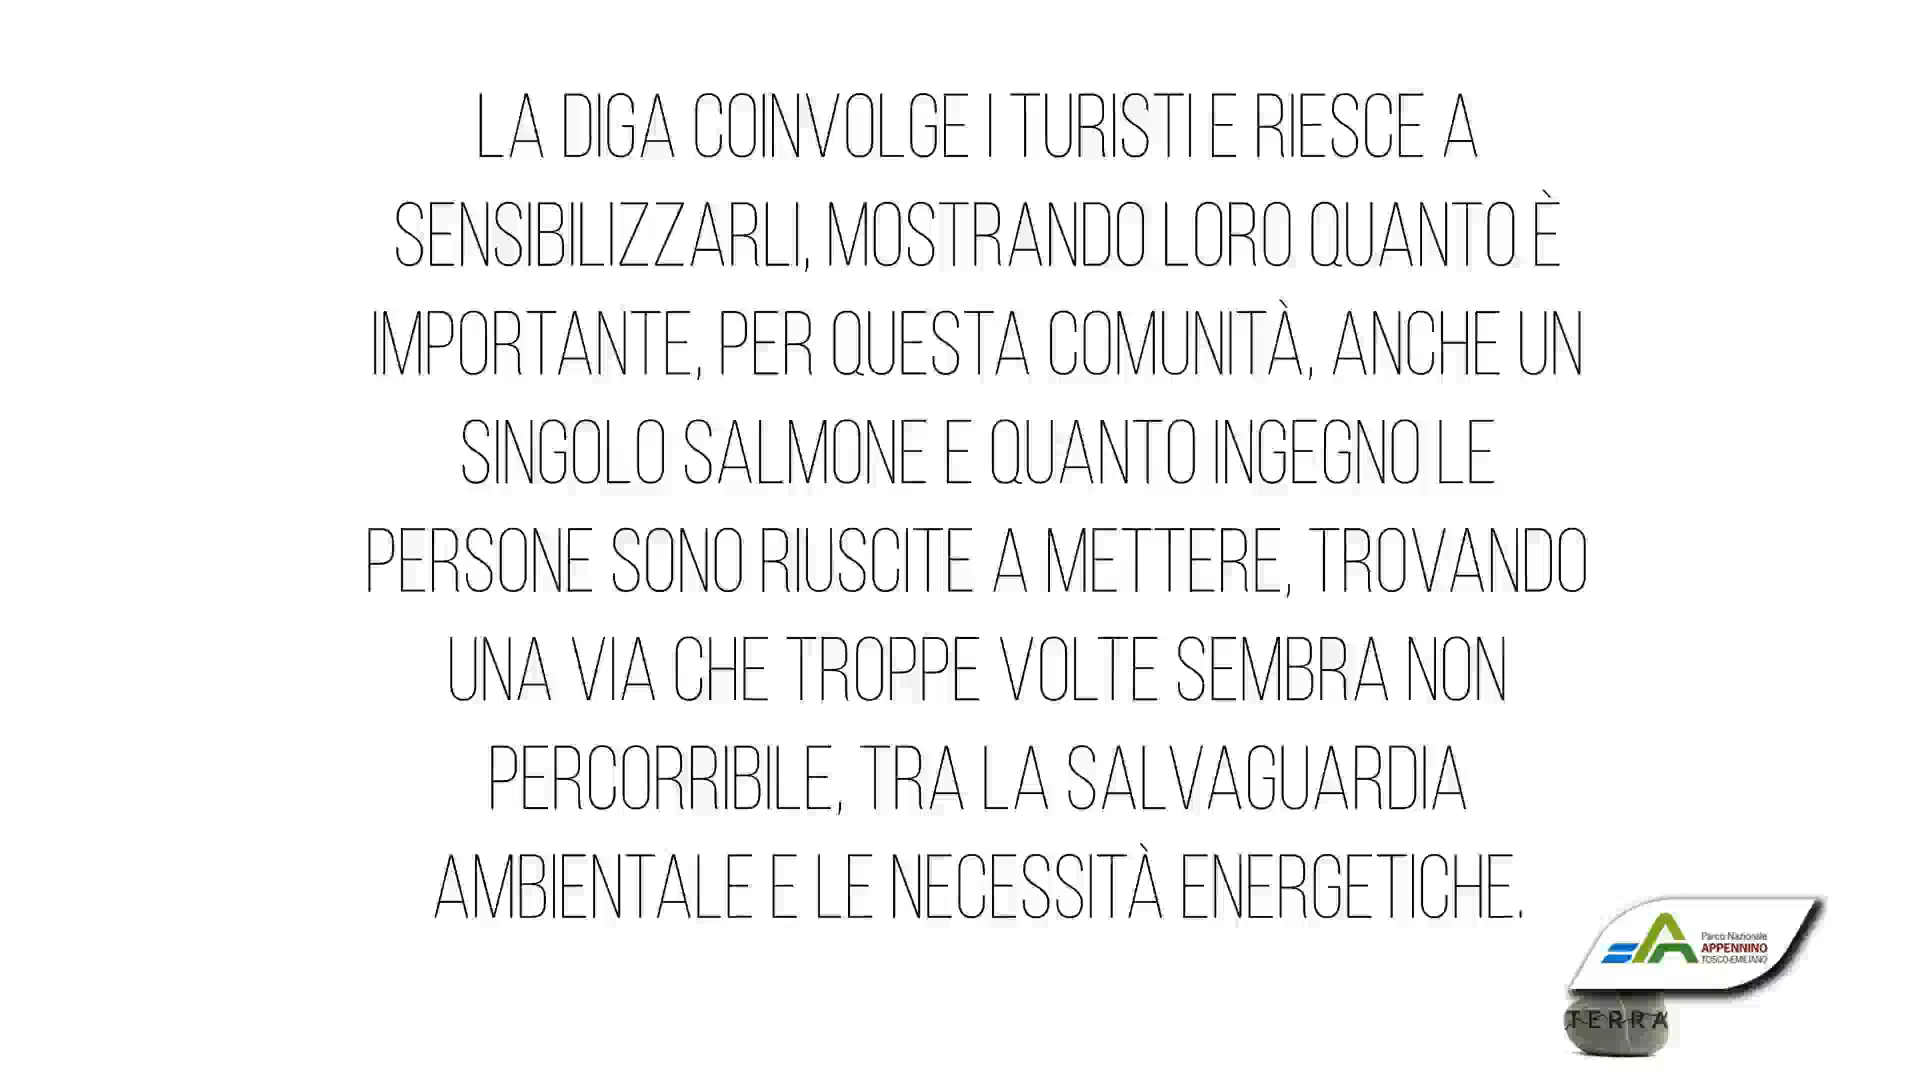 LA DIGA COINVOLGE I TURISTI E RIESCE A
SENSIBILIZZARLI, MOSTRANDO LORO QUANTO È
IMPORTANTE, PER QUESTA COMUNITÀ, ANCHE UN
SINGOLO SALMONE E QUANTO INGEGNO LE
PERSONE SONO RIUSCITE A METTERE, TROVANDO
UNA VIA CHE TROPPE VOLTE SEMBRA NON
PERCORRIBILE, TRA LA SALVAGUARDIA
AMBIENTALE E LE NECESSITÀ ENERGETICHE.
Parco Nazionale
APPENNINO
TOSCO-EMILIANO
TERRA